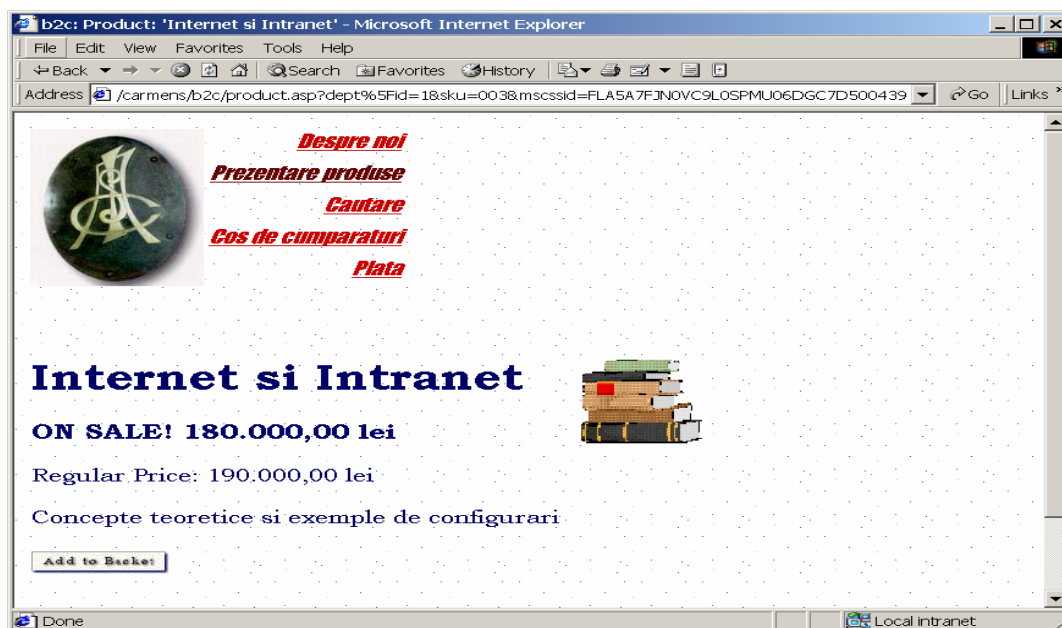 b2c: Product: 'Internet si Intranet' - Microsoft Internet Explorer
File Edit View Favorites Tools Help
Back Search Favorites History
Address /carmens/b2c/product.asp?dept%5Fid=1&sku=003&mscssid=FLA5A7FJN0VC9L0SPMU06DGC7D500439 Go Links
Despre noi
Prezentare produse
Cautare
Cos de cumparaturi
Plata
Internet si Intranet
ON SALE! 180.000,00 lei
Regular Price: 190.000,00 lei
Concepte teoretice si exemple de configurari
Add to Basket
Done Local intranet